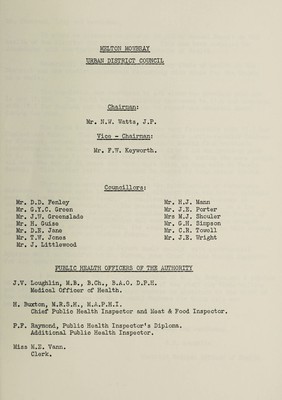 MELTON MOWBRAY
URBAN DISTRICT COUNCIL
Chairman:
Mr. N.W. Watts, J.P.
Vice - Chairman:
Mr. F.W. Keyworth.
Councillors:
Mr. D.D. Fenley
Mr. G.Y.C. Green
Mr. J.W. Greenslade
Mr. H. Guise
Mr. D.E. Jans
Mr. T.W. Jones
Mr. J. Littlewood
Mr. H.J. Mann
Mr. J.E. Porter
Mrs M.J. Shouler
Mr. G.H. Simpson
Mr. C.N. Towell
Mr. J.E. Wright
PUBLIC HEALTH OFFICERS OF THE AUTHORITY
J.V. Loughlin, M.B., B.Ch., B.A.O. D.P.H.
Medical Officer of Health.
H. Buxton, M.R.S.H., M.A.P.H.I.
Chief Public Health Inspector and Meat & Food Inspector.
P.F. Raymond, Public Health Inspector's Diploma.
Additional Public Health Inspector.
Miss M.E. Vann.
Clerk.